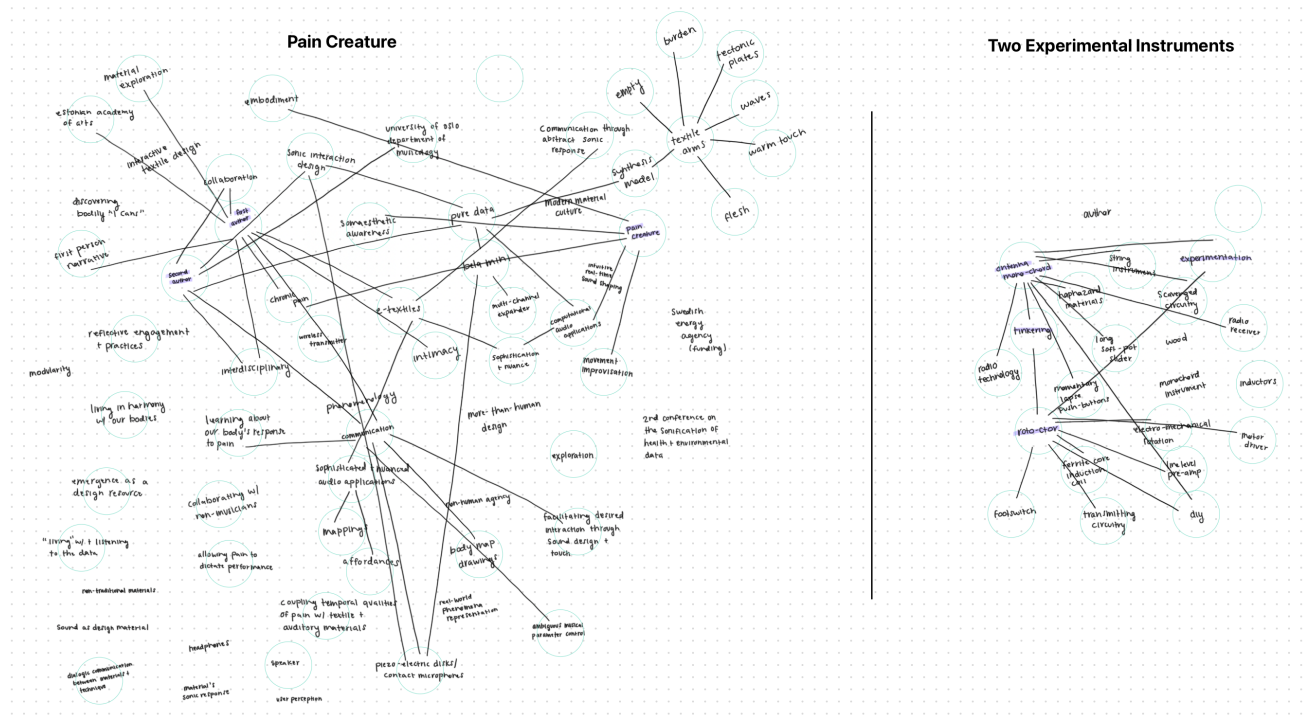 Pain Creature
Two Experimental Instruments
burden
tectonic
plates
material
exploration
empty
waves
embodiment
estonian academy
of arts
university of oslo
department of
musicology
Communication through
abstract sonic
response
textile
arms
warm touch
interactive
textile design
Sonic interaction
design
synthesis
model
collaboration
discovering
bodily "I cans"
first
author
Somaesthetic
awareness
pure data
Modern material
culture
flesh
pain
creature
first person
narrative
second
author
bela mini
intuitive
real-time
sound shaping
chronic
pain
e-textiles
multi-channel
expander
computational
audio
applications
Swedish
energy
agency
(funding)
reflective engagement
+ practices
wireless
transmitter
intimacy
Sophistication
+ nuance
movement
improvisation
modularity
interdisciplinary
living in harmony
w/ our bodies
learning about
our body's response
to pain
phenomenology
communication
more-than-human
design
2nd conference on
the Sonification of
health + environmental
data
exploration
emergence as a
design resource
collaborating w/
non-musicians
Sophisticated + nuanced
audio applications
non-human agency
mappings
facilitating desired
interaction through
sound design +
touch
"living" w/ + listening
to the data
allowing pain to
dictate performance
affordances
body map
drawings
non-traditional materials
coupling temporal qualities
of pain w/ textile +
auditory materials
real-world
phenomena
representation
Sound as design material
ambiguous musical
parameter control
headphones
dialogic communication
between materials +
technique
speaker
piezo-electric disks/
contact microphones
material's
sonic response
user perception
author
antenna
mono-chord
string
instrument
experimentation
haphazard
materials
Scavenged
circuitry
tinkering
radio
receiver
long
soft-pot
slider
wood
radio
technology
momentary
lapse
push-buttons
monochord
instrument
inductors
roto-ctor
electro-mechanical
rotation
motor
driver
ferrite core
induction
coil
line level
pre-amp
footswitch
transmitting
circuitry
diy